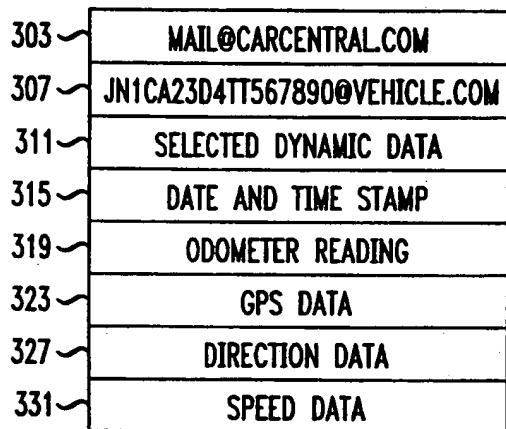 303 MAIL@CARCENTRAL.COM
307 JN1CA23D4TT567890@VEHICLE.COM
311 SELECTED DYNAMIC DATA
315 DATE AND TIME STAMP
319 ODOMETER READING
323 GPS DATA
327 DIRECTION DATA
331 SPEED DATA